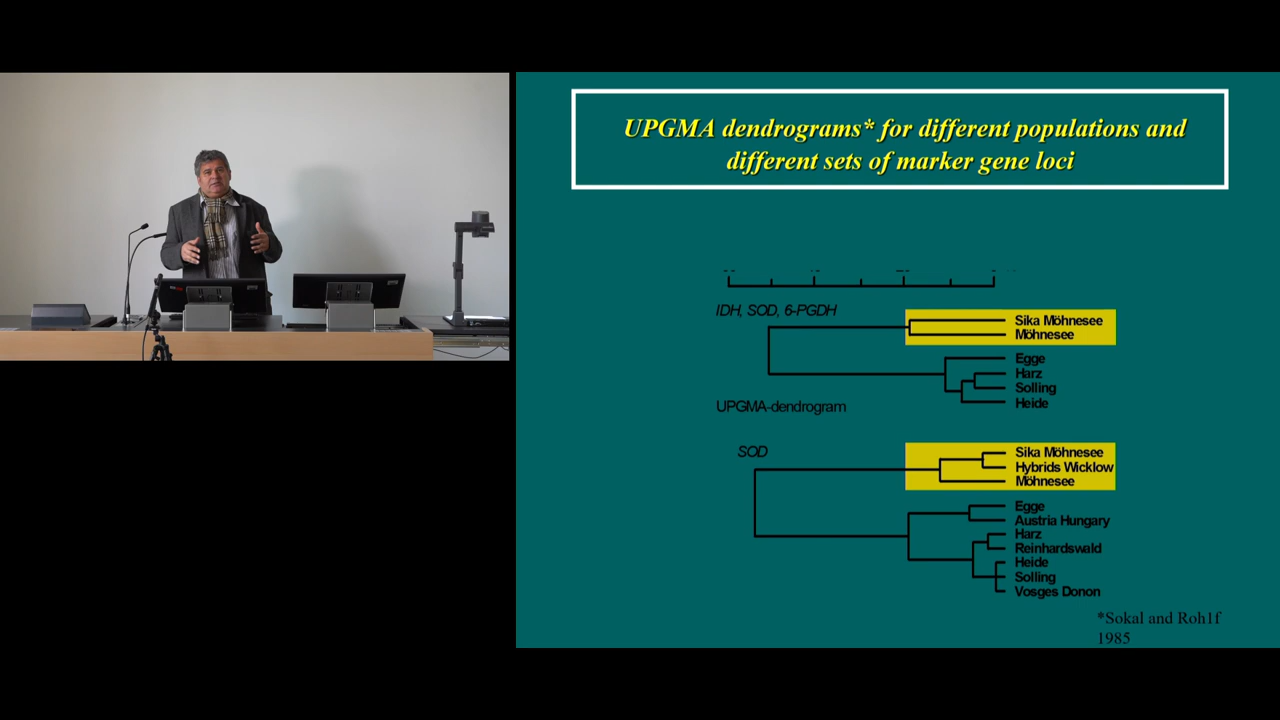 UPGMA dendrograms* for different populations and
different sets of marker gene loci
IDH, SOD, 6-PGDH
Sika Möhnesee
Möhnesee
Egge
Harz
Solling
Heide
UPGMA-dendrogram
SOD
Sika Möhnesee
Hybrids Wicklow
Möhnesee
Egge
Austria Hungary
Harz
Reinhardswald
Heide
Solling
Vosges Donon
*Sokal and Roh1f
1985